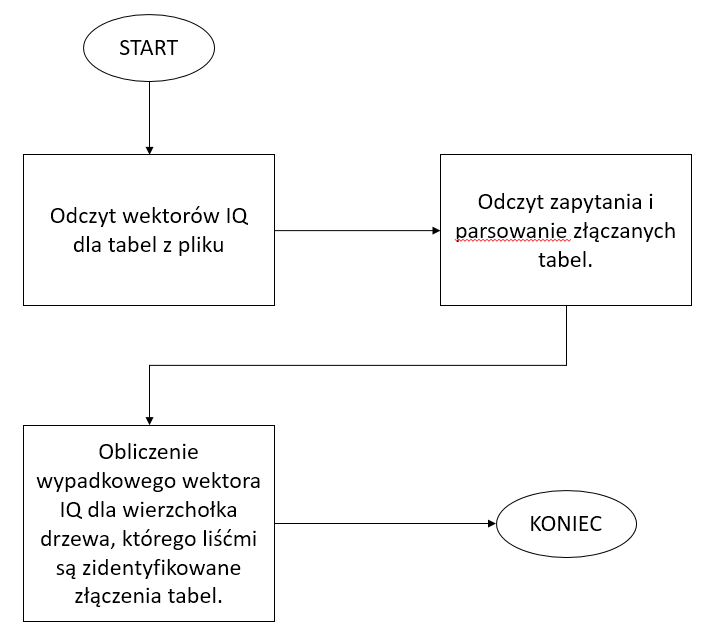 START
Odczyt wektorów IQ
dla tabel z pliku
Odczyt zapytania i
parsowanie złączanych
tabel.
Obliczenie
wypadkowego wektora
IQ dla wierzchołka
drzewa, którego liśćmi
są zidentyfikowane
złączenia tabel.
KONIEC